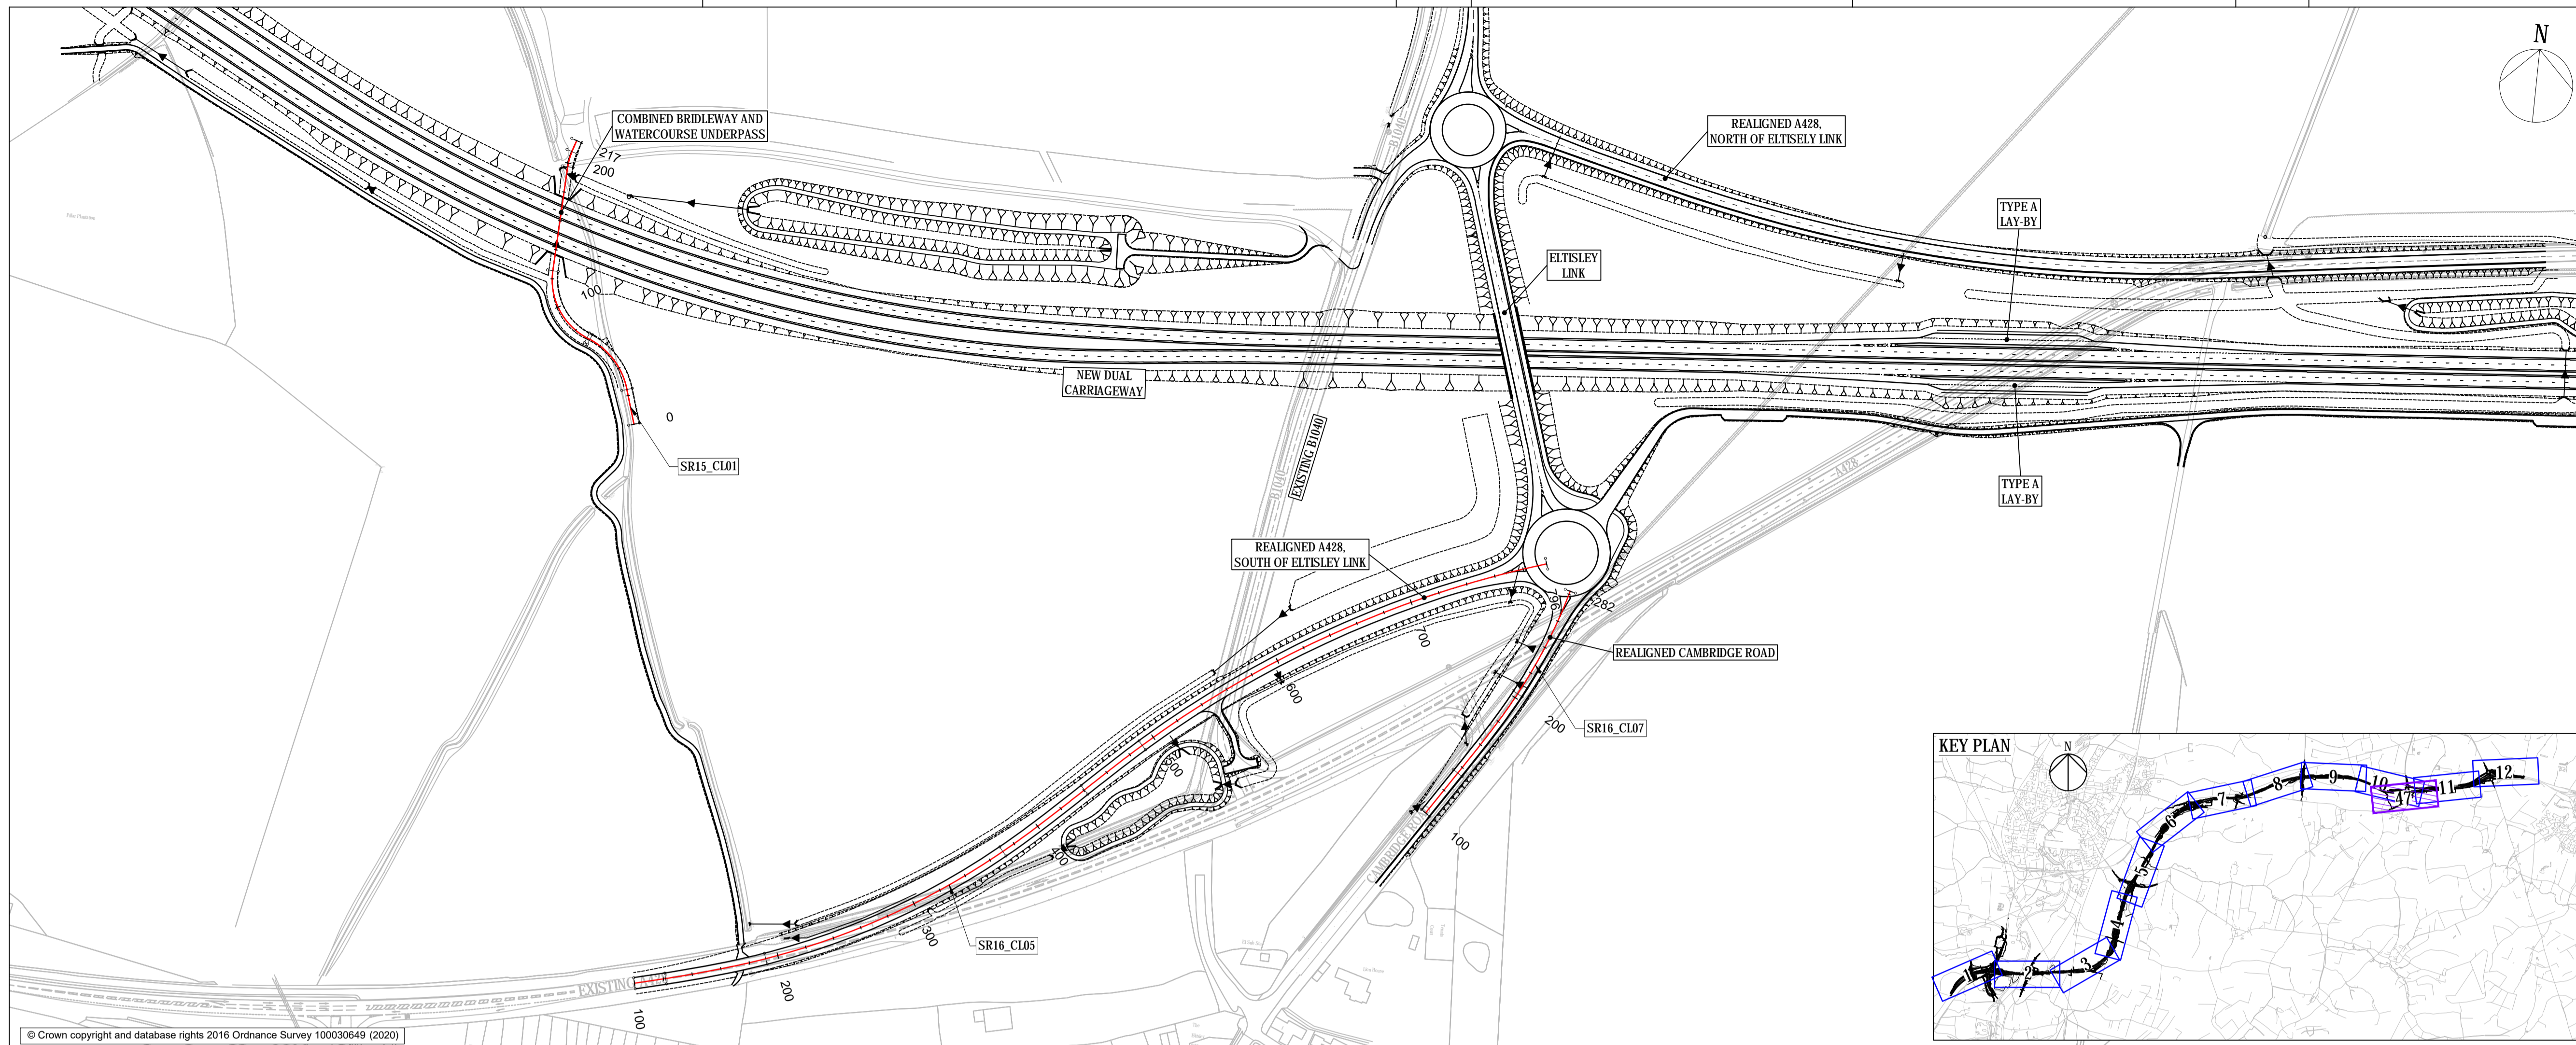 N
COMBINED BRIDLEWAY AND
WATERCOURSE UNDERPASS
217
200
100
0
SR15_CL01
B1040
REALIGNED A428,
NORTH OF ELTISELY LINK
TYPE A
LAY-BY
ELTISLEY
LINK
NEW DUAL
CARRIAGEWAY
B1040
EXISTING B1040
A428
TYPE A
LAY-BY
REALIGNED A428,
SOUTH OF ELTISLEY LINK
796
282
700
600
500
400
300
200
100
REALIGNED CAMBRIDGE ROAD
200
SR16_CL07
100
CAMBRIDGE
SR16_CL05
EXISTING A428
KEY PLAN
N
1
2
3
4
5
6
7
8
9
10
47
11
12
© Crown copyright and database rights 2016 Ordnance Survey 100030649 (2020)